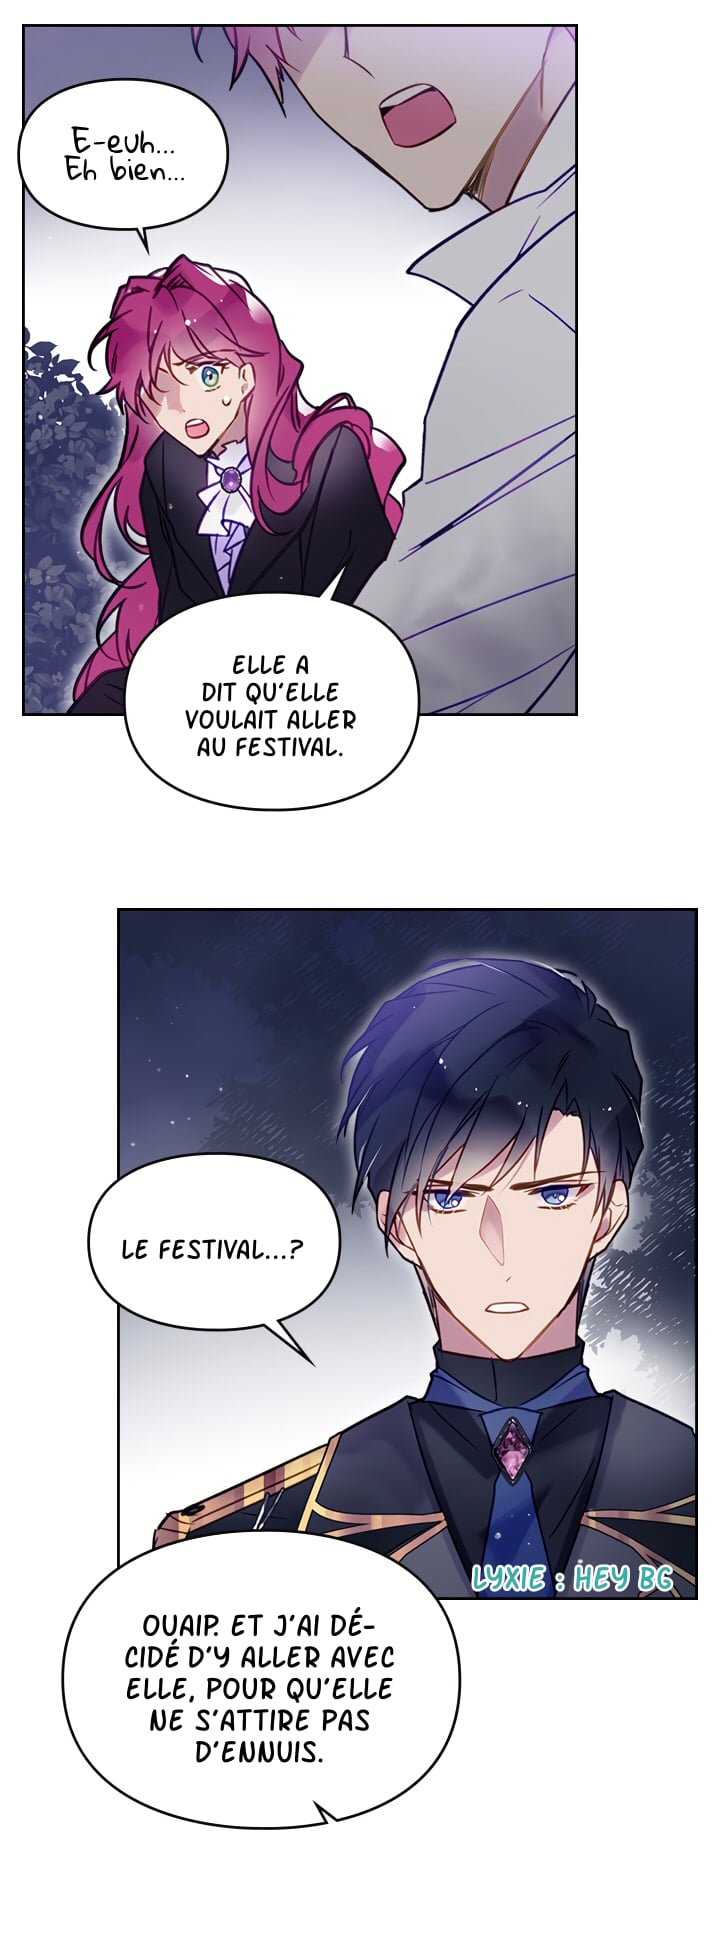 E-euh...
Eh bien...
ELLE A
DIT QU'ELLE
VOULAIT ALLER
AU FESTIVAL.
LE FESTIVAL...?
LYXIE : HEY BG
OUAIP. ET J'AI DÉ-
CIDÉ D'Y ALLER AVEC
ELLE, POUR QU'ELLE
NE S'ATTIRE PAS
D'ENNUIS.